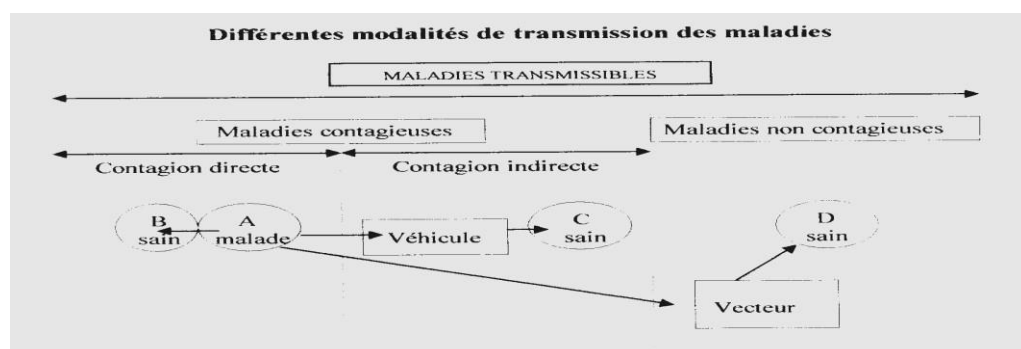 Différentes modalités de transmission des maladies
MALADIES TRANSMISSIBLES
Maladies contagieuses
Maladies non contagieuses
Contagion directe
Contagion indirecte
B
sain
A
malade
Véhicule
C
sain
D
sain
Vecteur